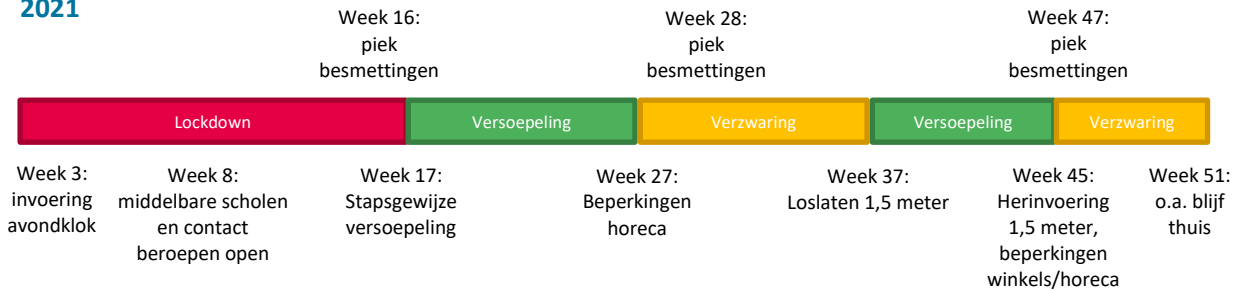 2021
Week 16:
piek
besmettingen
Week 28:
piek
besmettingen
Week 47:
piek
besmettingen
Lockdown
Versoepeling
Verzwaring
Versoepeling
Verzwaring
Week 3:
invoering
avondklok
Week 8:
middelbare scholen
en contact
beroepen open
Week 17:
Stapsgewijze
versoepeling
Week 27:
Beperkingen
horeca
Week 37:
Loslaten 1,5 meter
Week 45:
Herinvoering
1,5 meter,
beperkingen
winkels/horeca
Week 51:
o.a. blijf
thuis